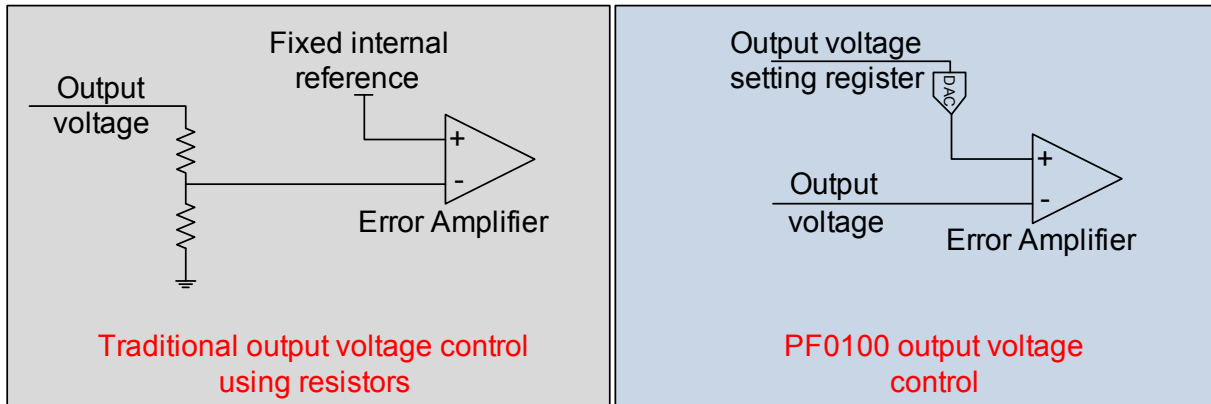 Fixed internal
reference
Output
voltage
+
-
Error Amplifier
Traditional output voltage control
using resistors
Output voltage
setting register
DAC
+
Output
voltage
-
Error Amplifier
PF0100 output voltage
control